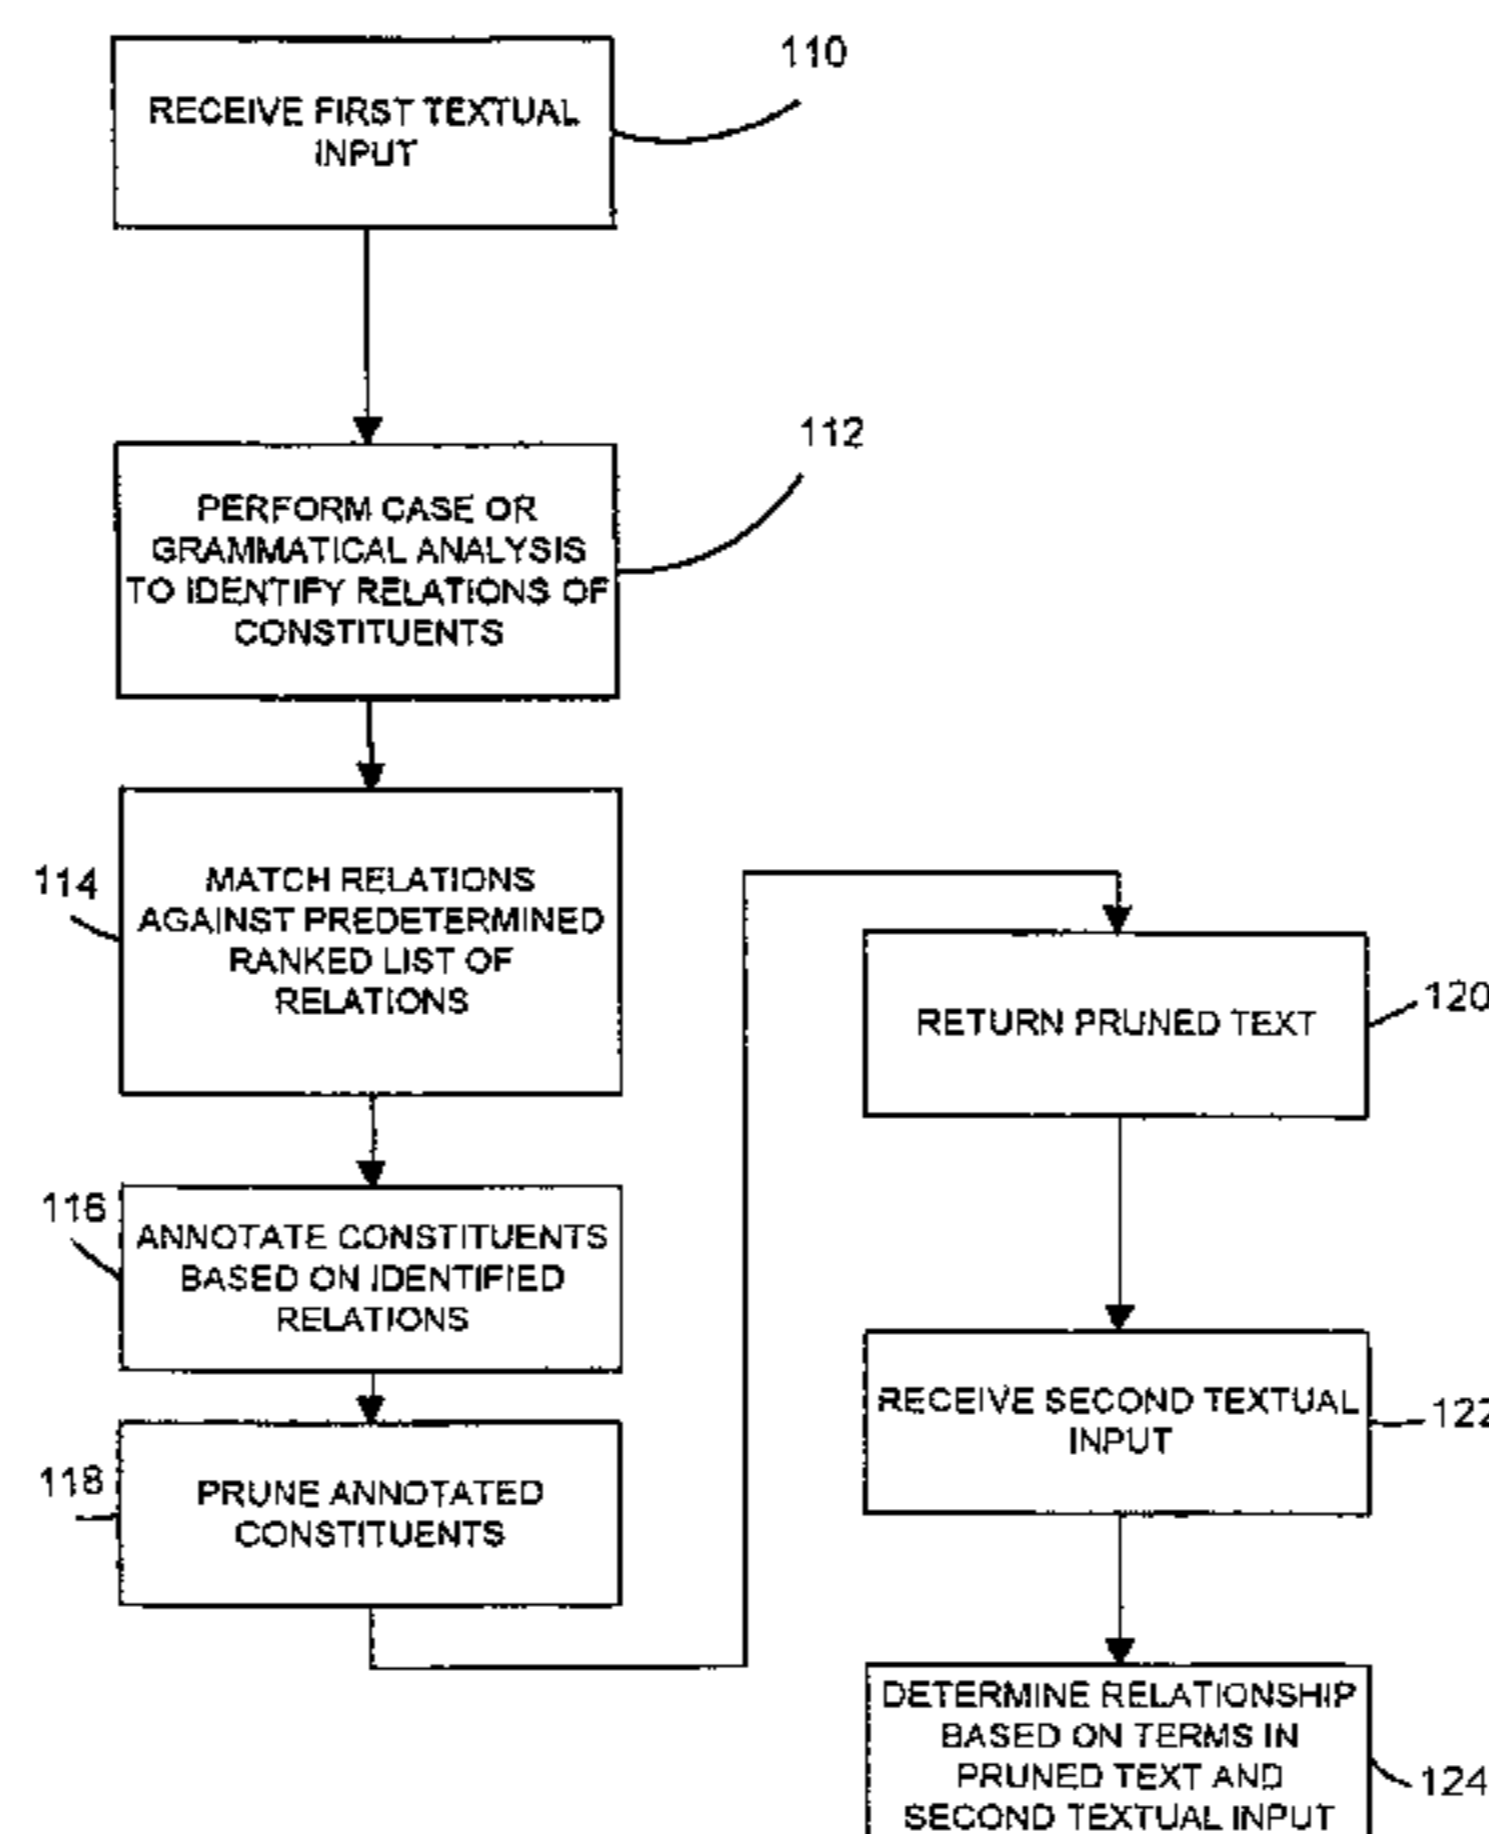 110
RECEIVE FIRST TEXTUAL
INPUT
112
PERFORM CASE OR
GRAMMATICAL ANALYSIS
TO IDENTIFY RELATIONS OF
CONSTITUENTS
114
MATCH RELATIONS
AGAINST PREDETERMINED
RANKED LIST OF
RELATIONS
116
ANNOTATE CONSTITUENTS
BASED ON IDENTIFIED
RELATIONS
118
PRUNE ANNOTATED
CONSTITUENTS
120
RETURN PRUNED TEXT
122
RECEIVE SECOND TEXTUAL
INPUT
124
DETERMINE RELATIONSHIP
BASED ON TERMS IN
PRUNED TEXT AND
SECOND TEXTUAL INPUT